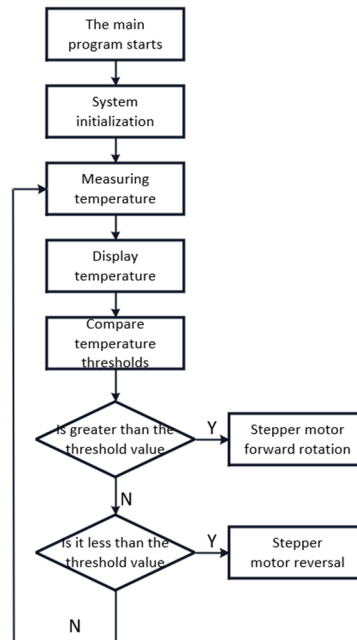 The main
program starts
System
initialization
Measuring
temperature
Display
temperature
Compare
temperature
thresholds
Is greater than the
threshold value
Y
Stepper motor
forward rotation
N
Is it less than the
threshold value
Y
Stepper
motor reversal
N